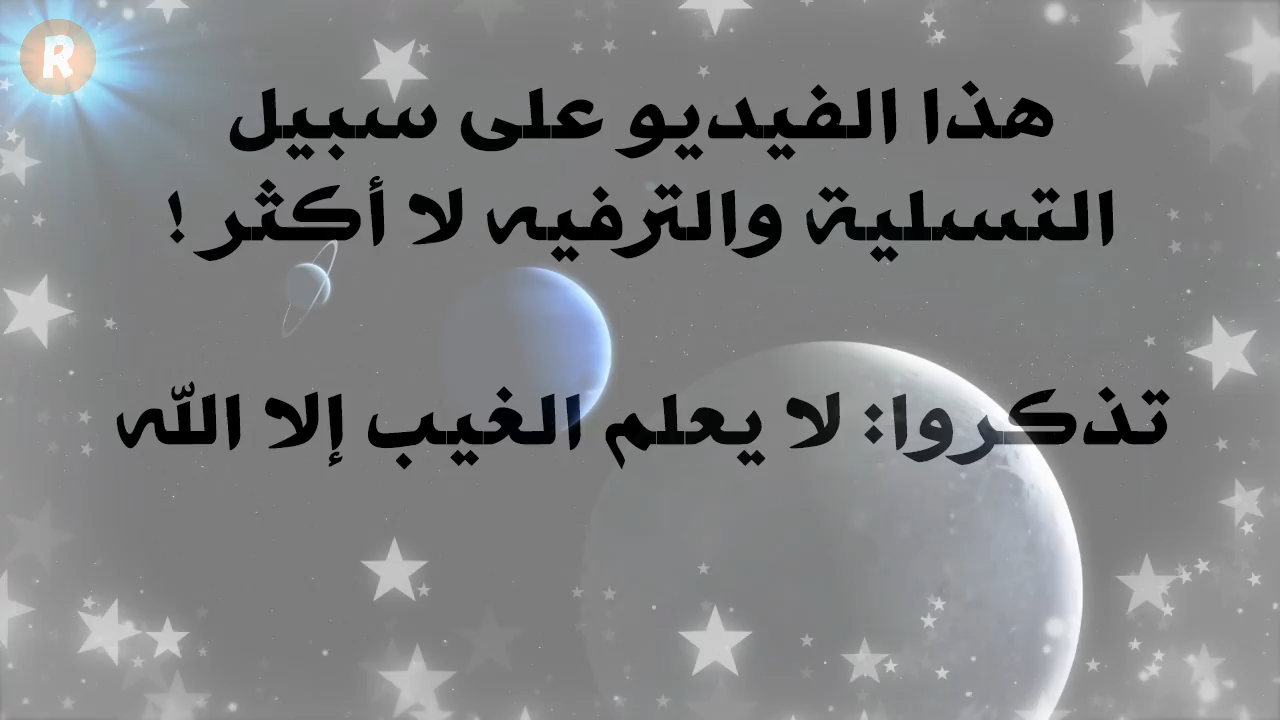 R
هذا الفيديو على سبيل
التسلية والترفيه لا أكثر !
تذكروا: لا يعلم الغيب إلا الله